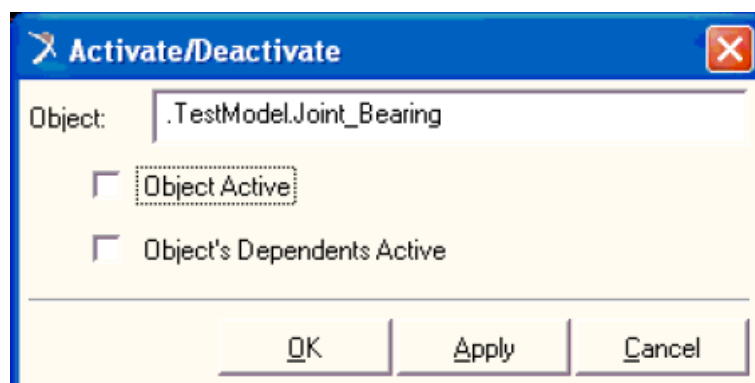 Activate/Deactivate
Object: .TestModel.Joint_Bearing
Object Active
Object's Dependents Active
OK Apply Cancel